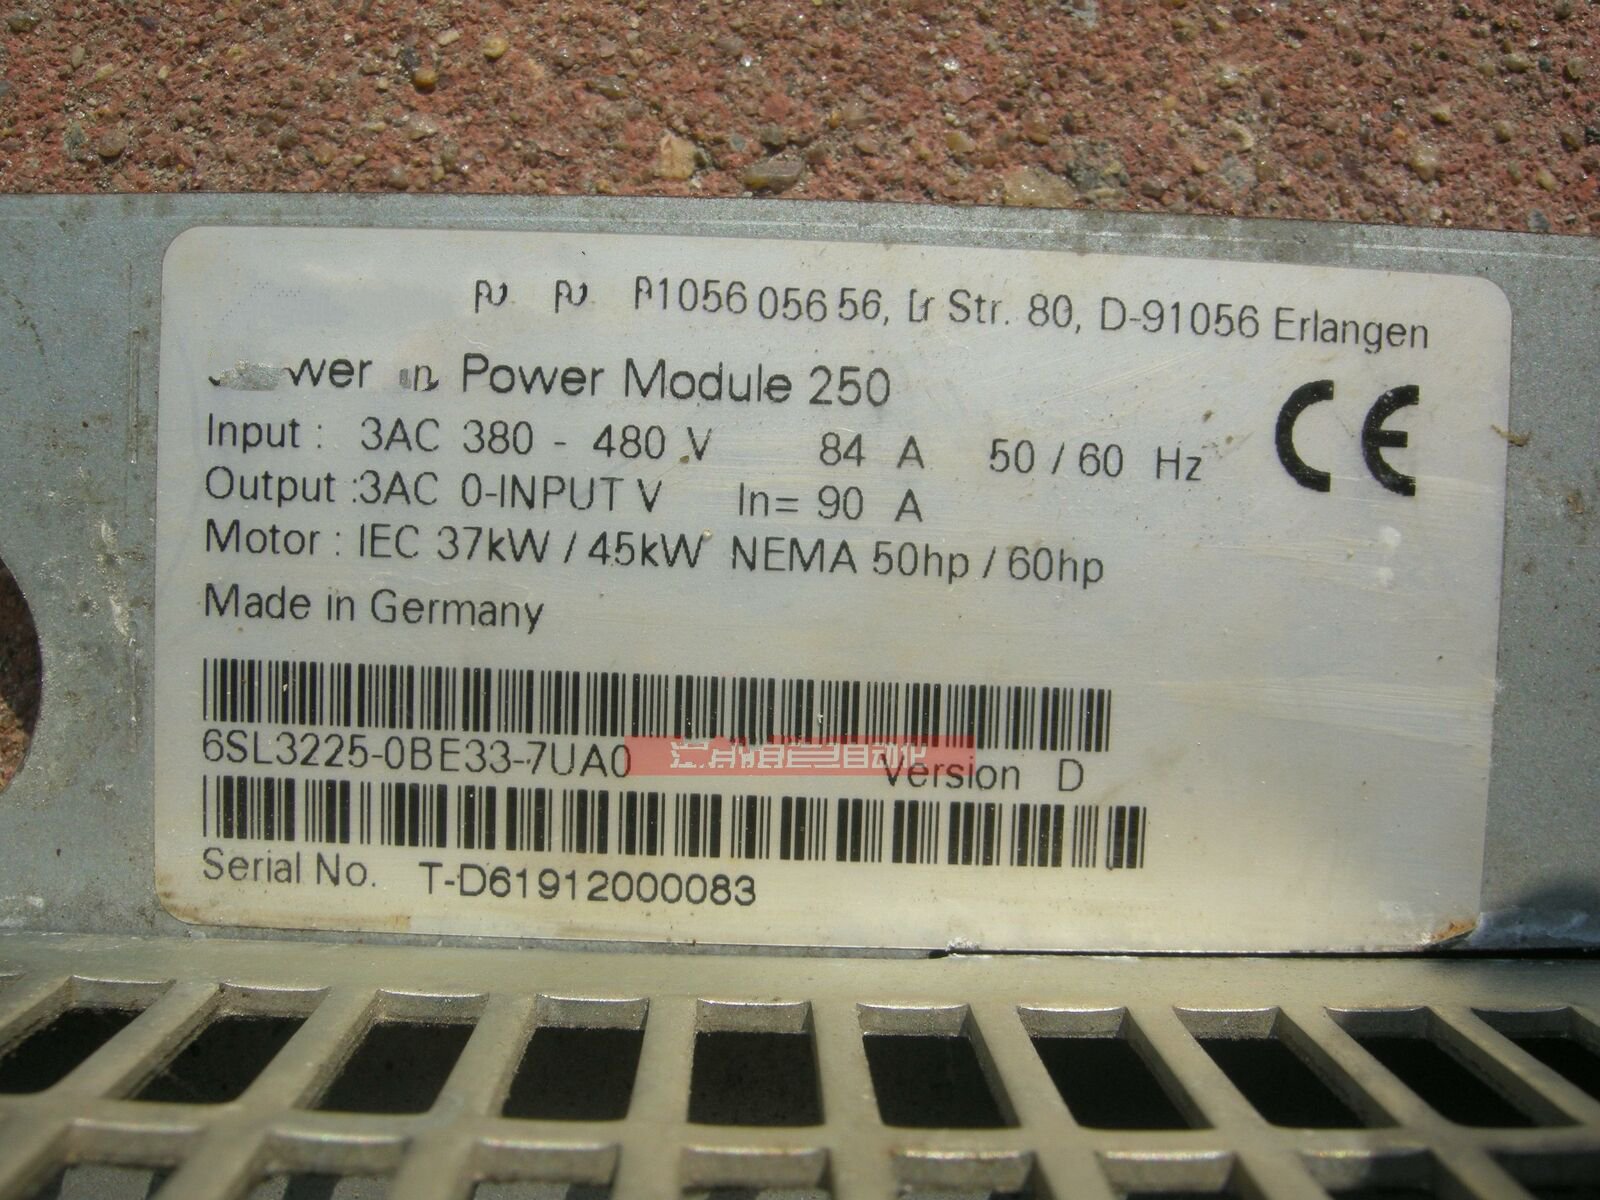 056 56, Str. 80, D-91056 Erlangen
Power Module 250
Input : 3AC 380 - 480 V 84 A 50 / 60 Hz
Output :3AC 0-INPUT V In= 90 A
Motor : IEC 37kW / 45kW NEMA 50hp / 60hp
Made in Germany
CE
6SL3225-0BE33-7UA0 Version D
Serial No. T-D61912000083